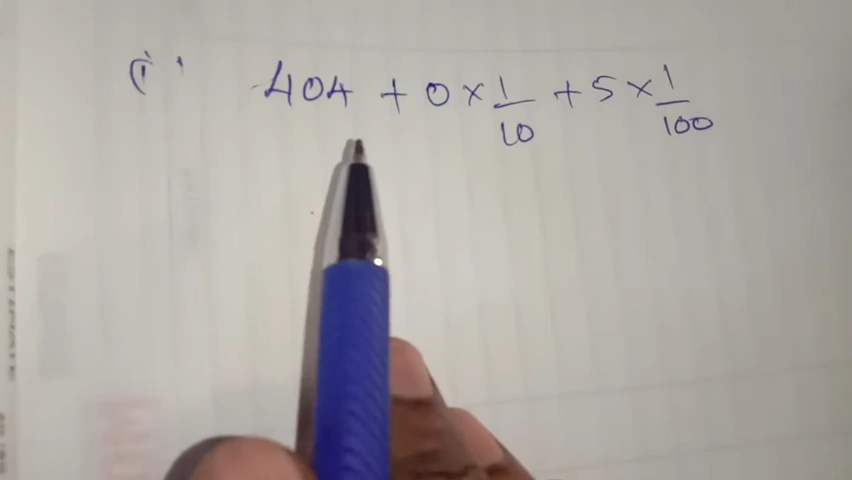 (i) 404 + 0 × 1/10 + 5 × 1/100